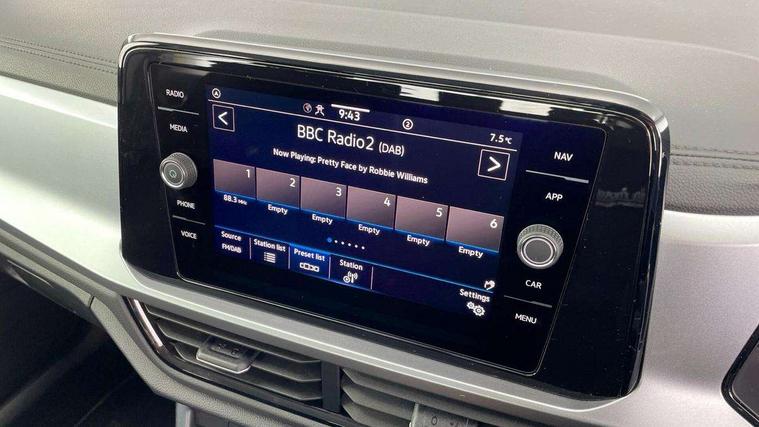 RADIO
MEDIA
PHONE
VOICE
9:43
2
7.5°C
BBC Radio2 (DAB)
Now Playing: Pretty Face by Robbie Williams
1 2 3 4 5 6
88.3 MHz Empty Empty Empty Empty Empty
Source
FM/DAB
Station list
Preset list
Station
Settings
NAV
APP
CAR
MENU